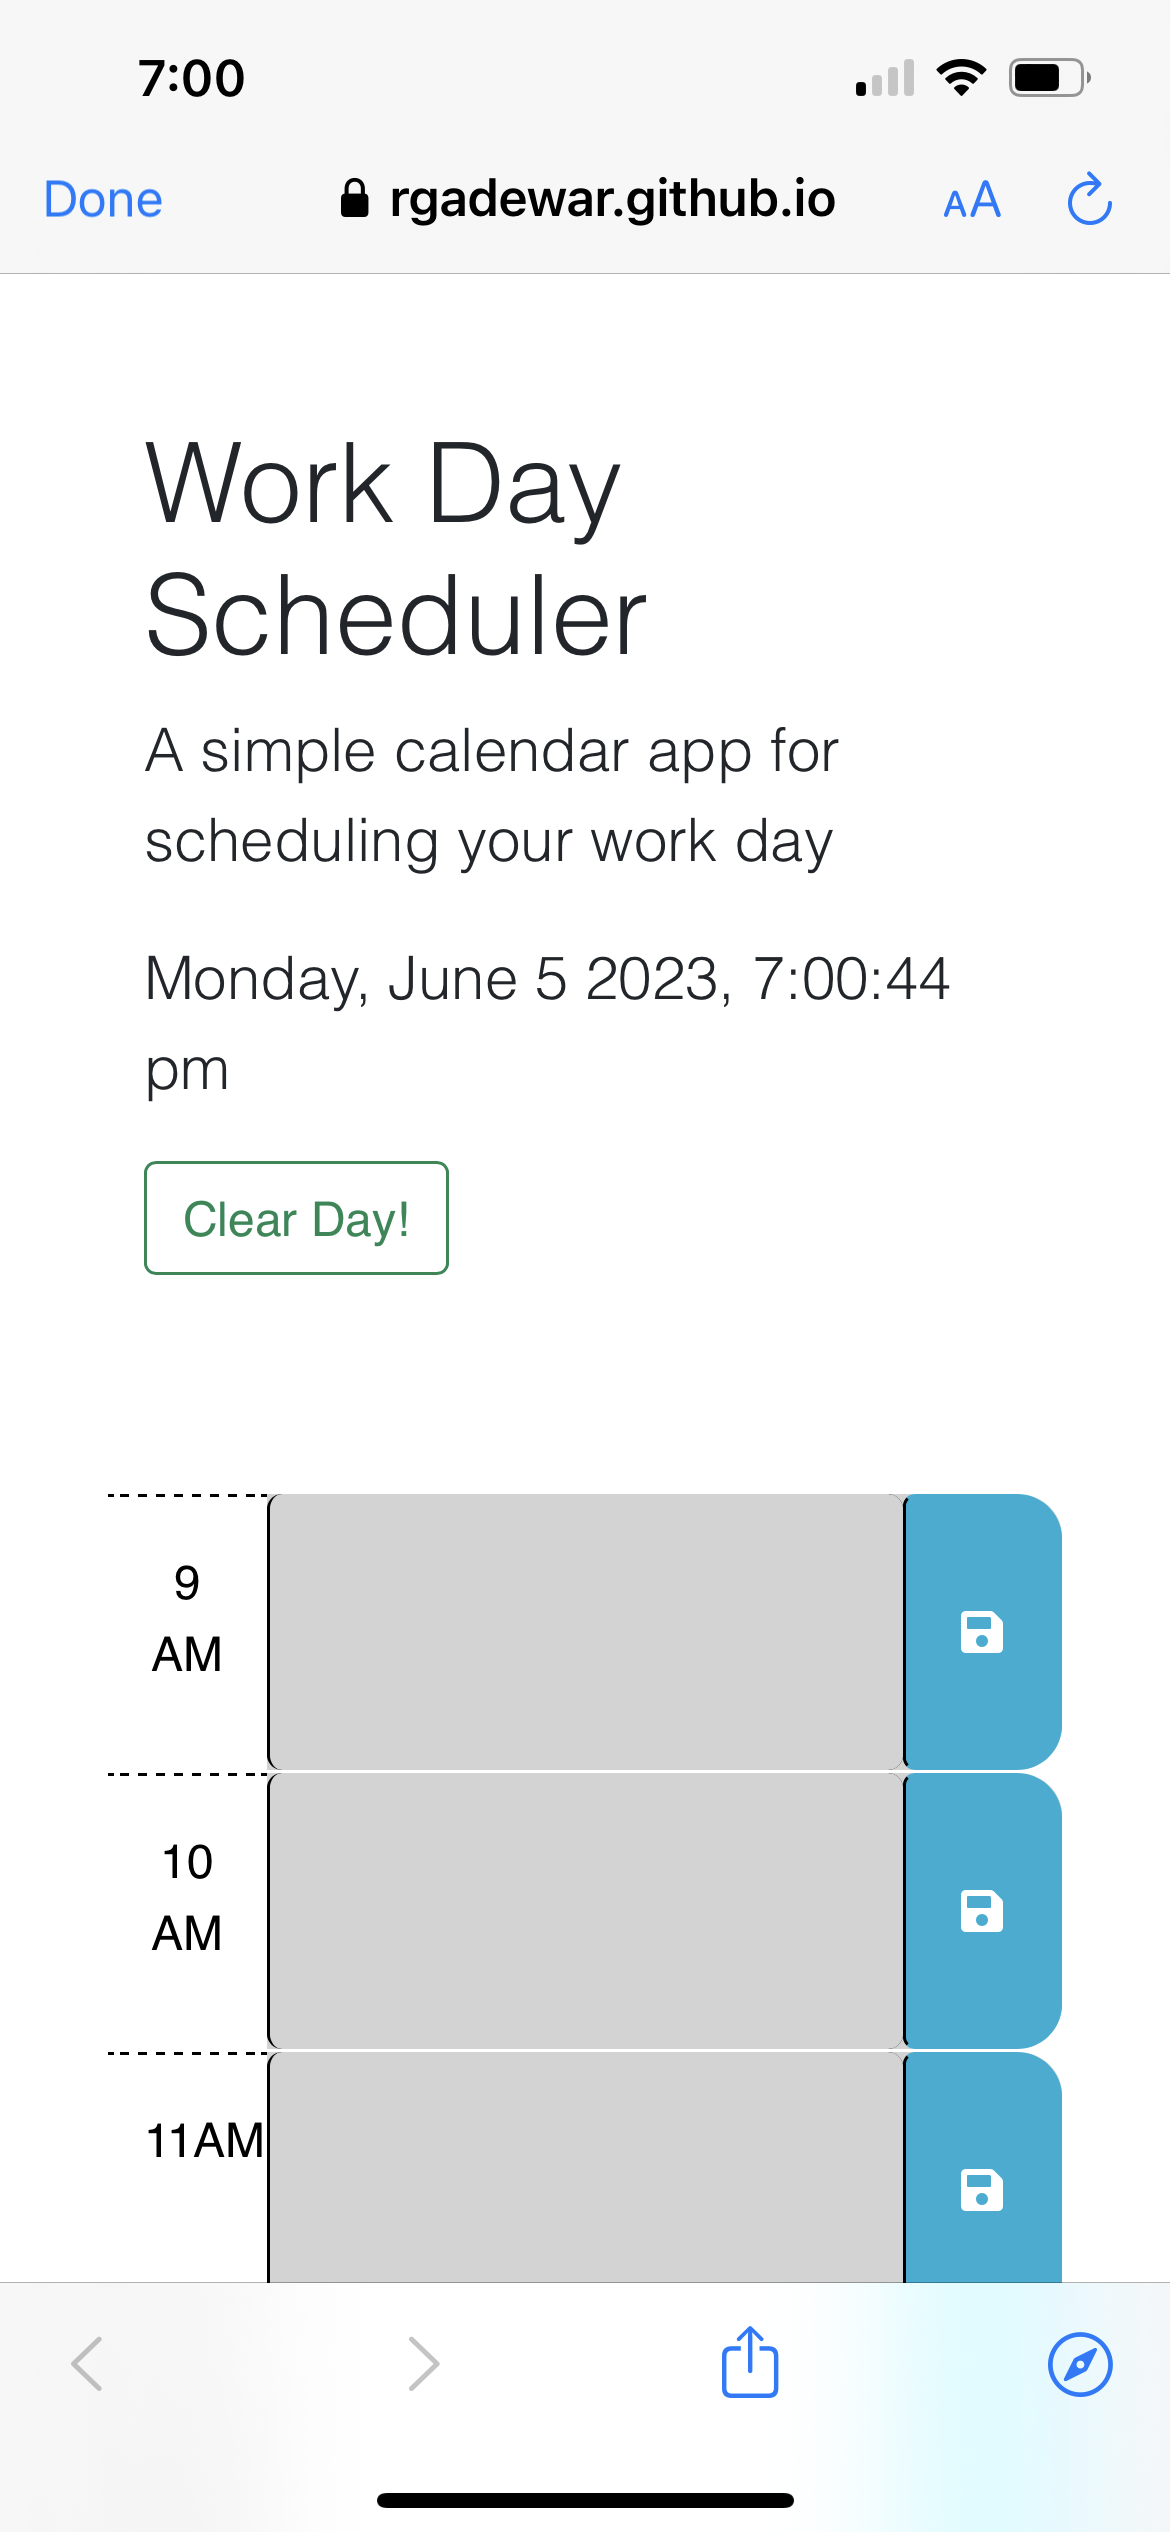 7:00
Done
rgadewar.github.io
AA
Work Day
Scheduler
A simple calendar app for
scheduling your work day
Monday, June 5 2023, 7:00:44
pm
Clear Day!
9
AM
10
AM
11AM